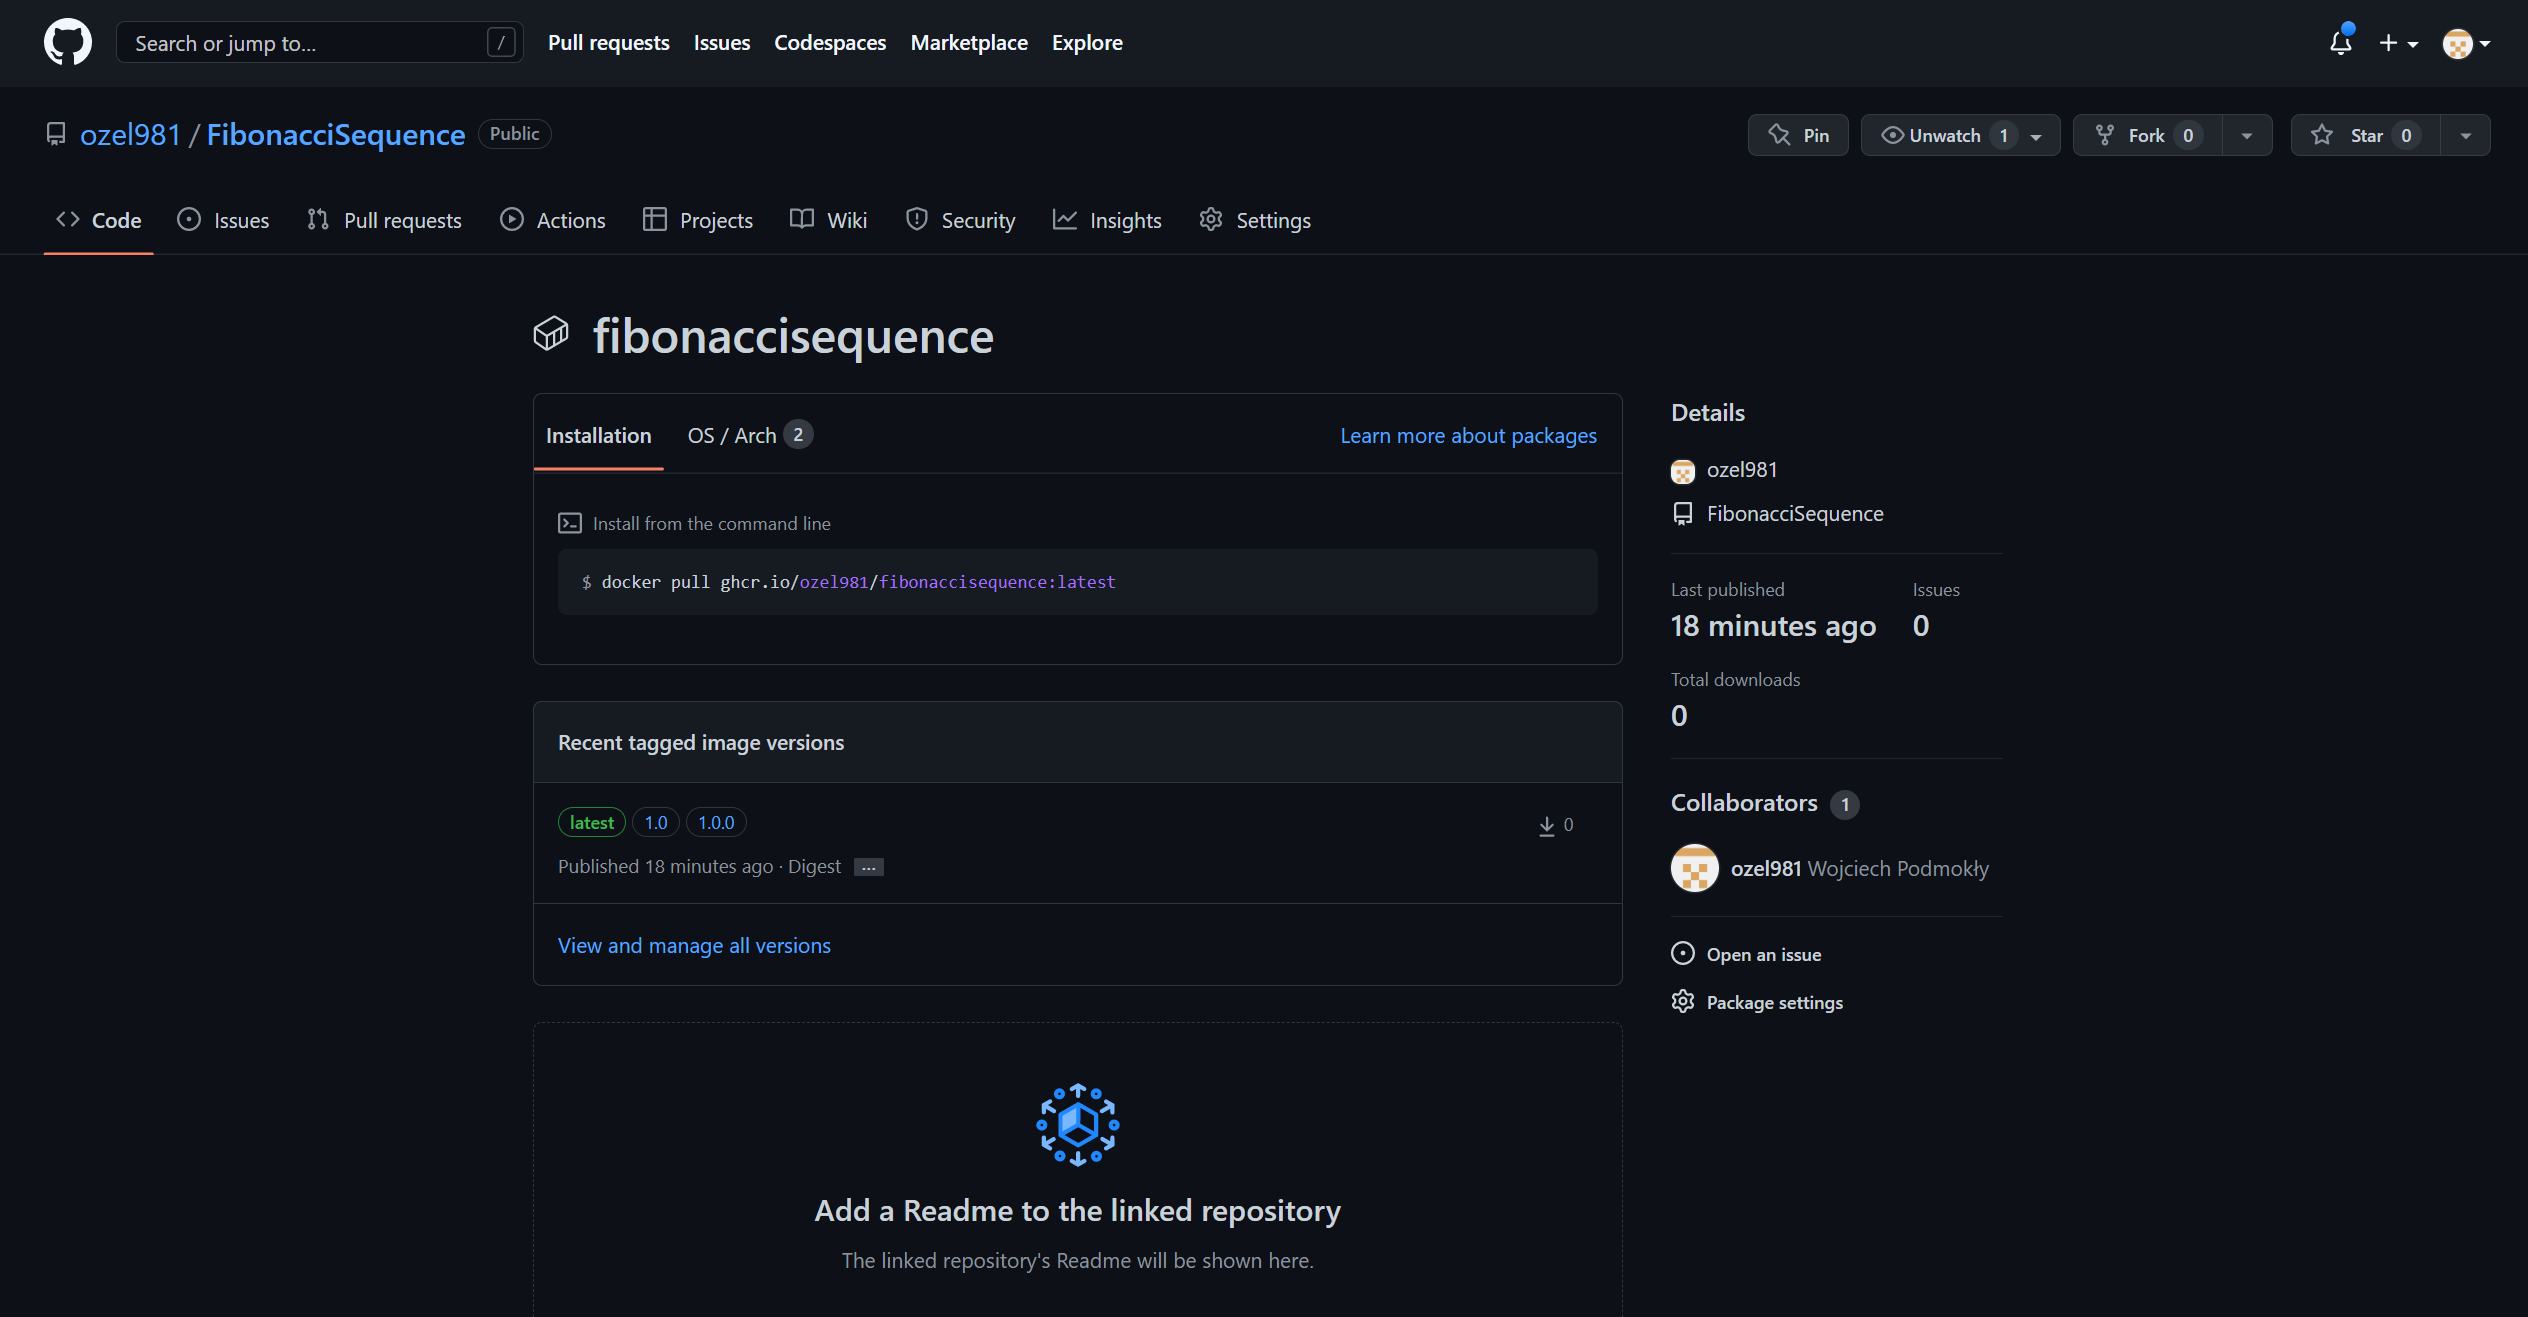 Search or jump to... / Pull requests Issues Codespaces Marketplace Explore
ozel981 / FibonacciSequence Public Pin Unwatch 1 Fork 0 Star 0
Code Issues Pull requests Actions Projects Wiki Security Insights Settings
fibonaccisequence
Installation OS / Arch 2 Learn more about packages
Install from the command line
$ docker pull ghcr.io/ozel981/fibonaccisequence:latest
Recent tagged image versions
latest 1.0 1.0.0 0
Published 18 minutes ago · Digest ...
View and manage all versions
Add a Readme to the linked repository
The linked repository's Readme will be shown here.
Details
ozel981
FibonacciSequence
Last published Issues
18 minutes ago 0
Total downloads
0
Collaborators 1
ozel981 Wojciech Podmokły
Open an issue
Package settings